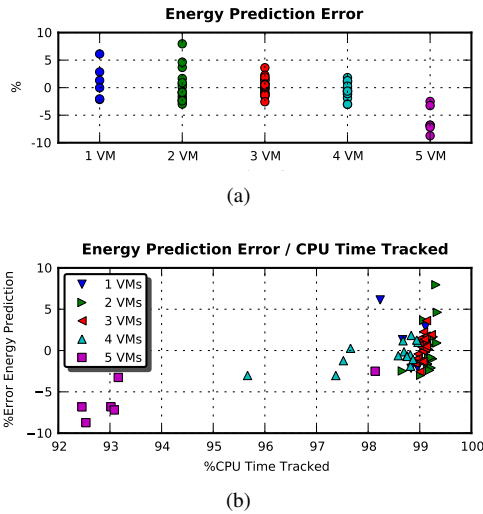 Energy Prediction Error
10
5
0
-5
-10
%
1 VM 2 VM 3 VM 4 VM 5 VM
(a)
Energy Prediction Error / CPU Time Tracked
%Error Energy Prediction
10
5
0
−5
−10
1 VMs
2 VMs
3 VMs
4 VMs
5 VMs
92 93 94 95 96 97 98 99 100
%CPU Time Tracked
(b)